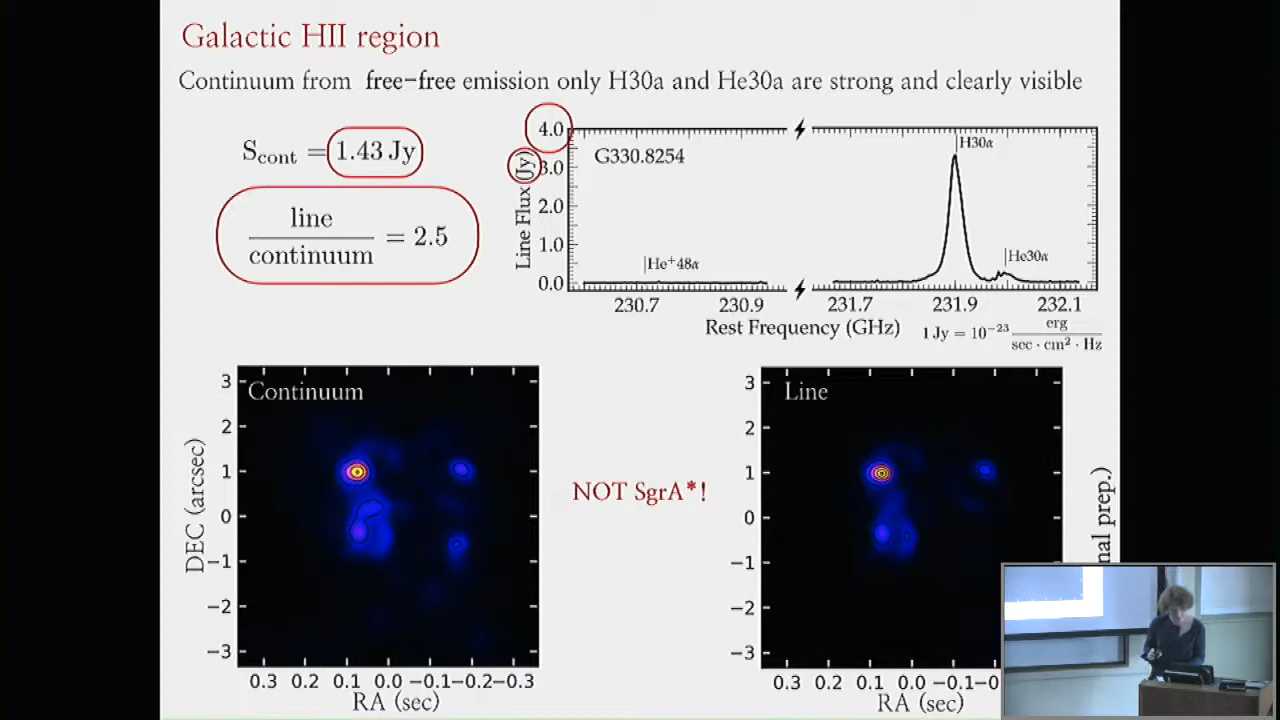 Galactic HII region
Continuum from free-free emission only H30a and He30a are strong and clearly visible
S_cont = 1.43 Jy
line
continuum
= 2.5
Line Flux (Jy)
4.0
3.0
2.0
1.0
0.0
G330.8254
|He⁺48α
|H30α
|He30α
230.7 230.9 231.7 231.9 232.1
Rest Frequency (GHz)
1 Jy = 10⁻²³ erg
sec · cm² · Hz
Continuum
DEC (arcsec)
3
2
1
0
−1
−2
−3
0.3 0.2 0.1 0.0 -0.1-0.2-0.3
RA (sec)
NOT SgrA*!
Line
3
2
1
0
−1
−2
−3
0.3 0.2 0.1 0.0 -0.1-0
RA (sec)
nal prep.)